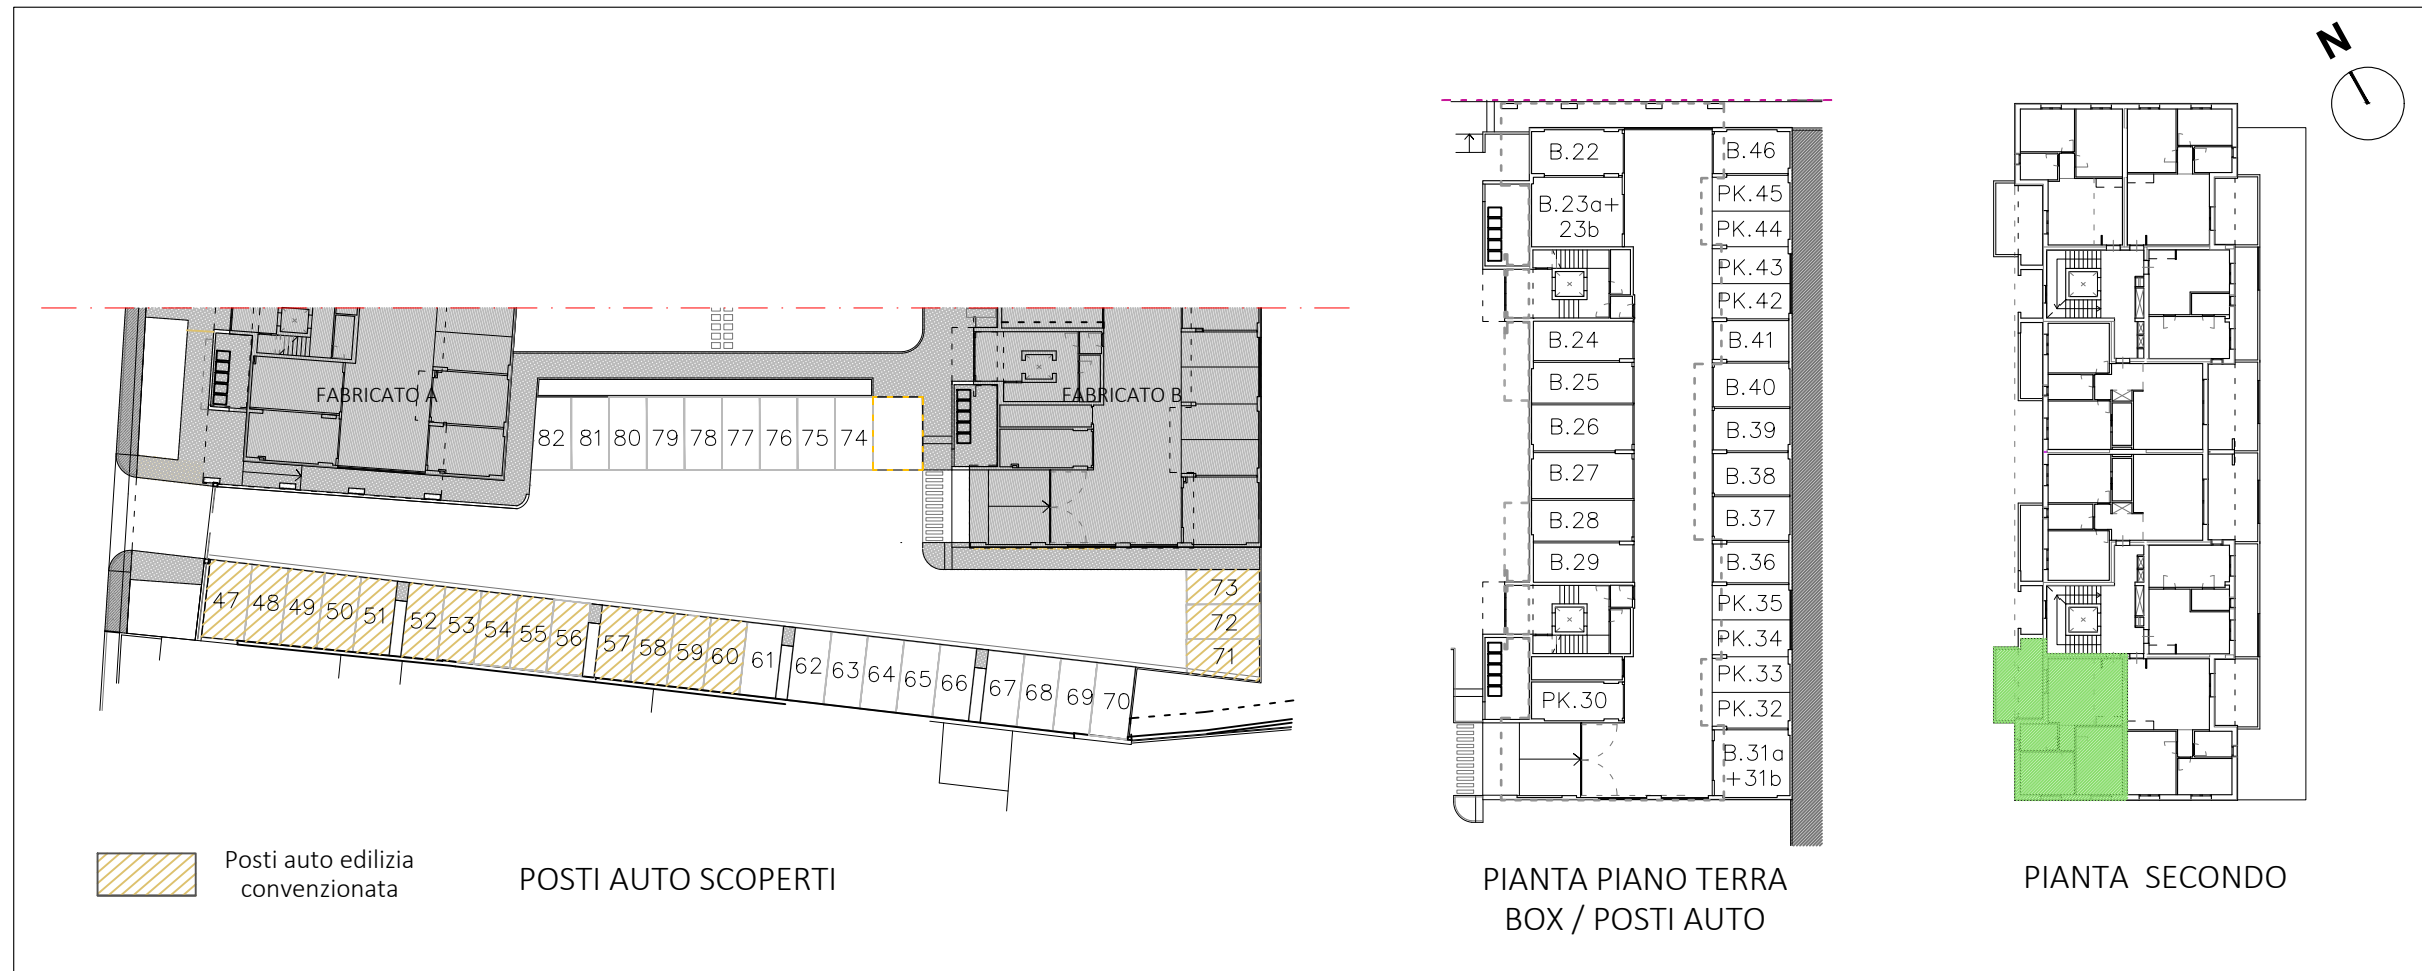 N
FABRICATO A
FABRICATO B
82 81 80 79 78 77 76 75 74
47 48 49 50 51 52 53 54 55 56 57 58 59 60 61 62 63 64 65 66 67 68 69 70
73
72
71
Posti auto edilizia
convenzionata
POSTI AUTO SCOPERTI
B.22
B.23a+
23b
B.24
B.25
B.26
B.27
B.28
B.29
PK.30
B.46
PK.45
PK.44
PK.43
PK.42
B.41
B.40
B.39
B.38
B.37
B.36
PK.35
PK.34
PK.33
PK.32
B.31a
+31b
PIANTA PIANO TERRA
BOX / POSTI AUTO
PIANTA SECONDO